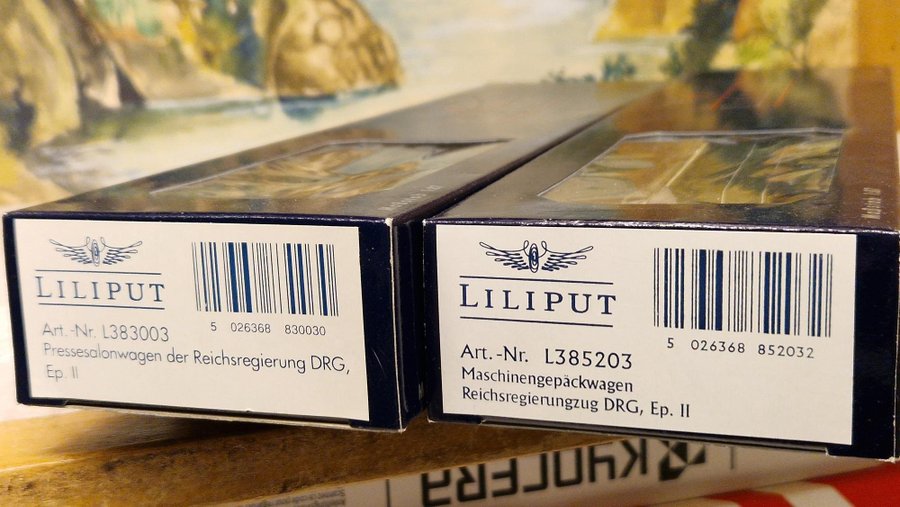 LILIPUT
5 026368 830030
Art.-Nr. L383003
Pressesalonwagen der Reichsregierung DRG,
Ep. II
LILIPUT
5 026368 852032
Art.-Nr. L385203
Maschinengepäckwagen
Reichsregierungzug DRG, Ep. II
KYOCERA